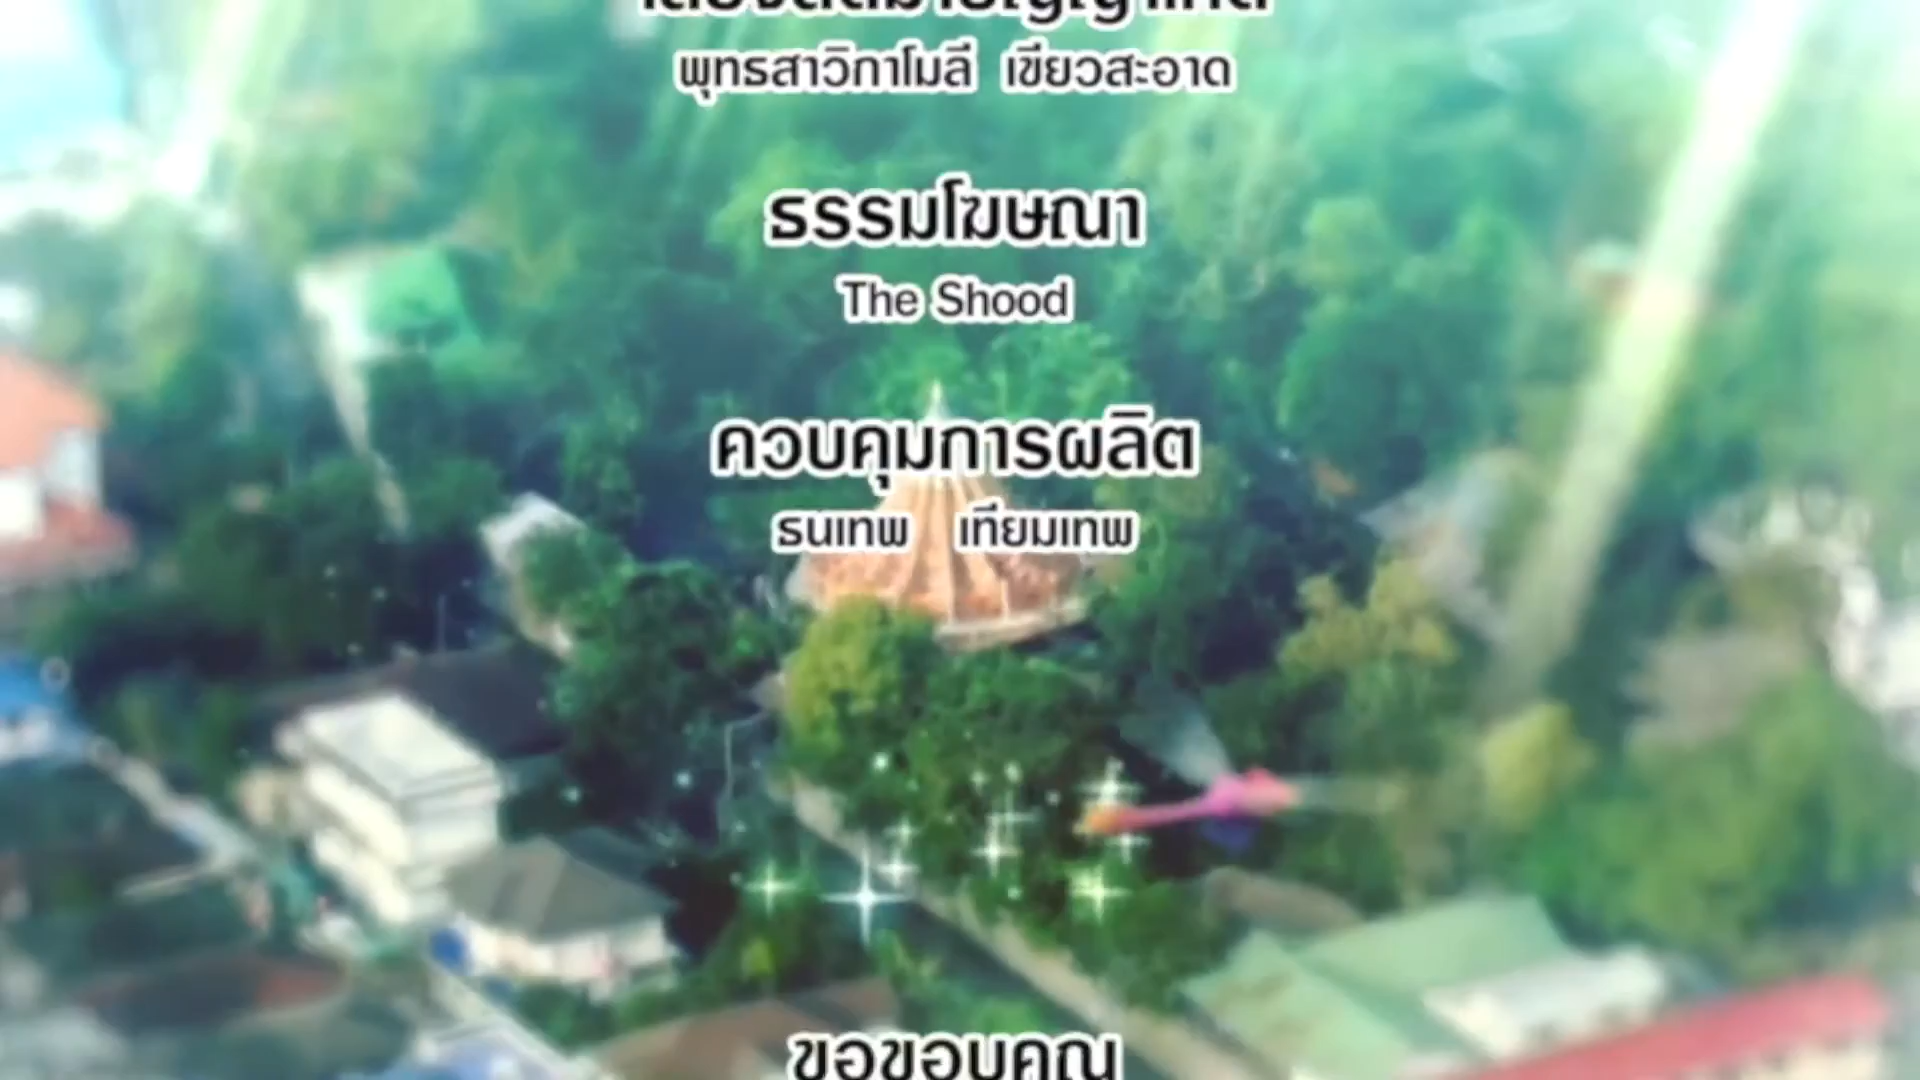 พุทธสาวิกาโมลี เขียวสะอาด
ธรรมโฆษณา
The Shood
ควบคุมการผลิต
ธนเทพ เทียมเทพ
ขอขอบคุณ